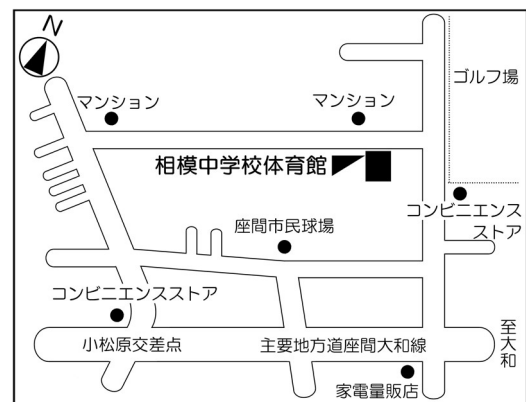 N
ゴルフ場
マンション
マンション
相模中学校体育館
コンビニエンス
ストア
座間市民球場
コンビニエンスストア
小松原交差点
主要地方道座間大和線
至大和
家電量販店